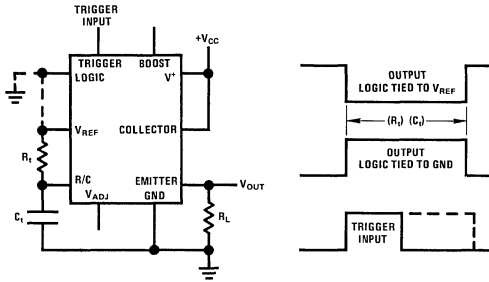 TRIGGER
INPUT
+VCC
TRIGGER BOOST
LOGIC V+
VREF COLLECTOR
Rt
R/C EMITTER VOUT
VADJ GND
Ct RL
OUTPUT
LOGIC TIED TO VREF
(Rt) (Ct)
OUTPUT
LOGIC TIED TO GND
TRIGGER
INPUT